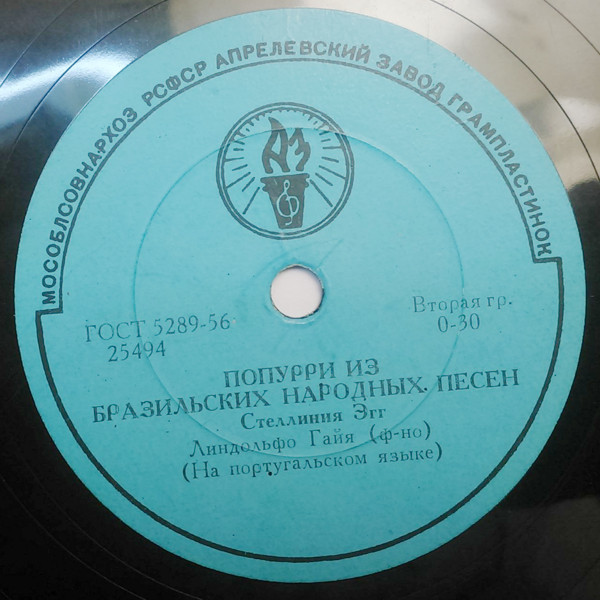 МОСОБЛСОВНАРХОЗ РСФСР АПРЕЛЕВСКИЙ ЗАВОД ГРАМПЛАСТИНОК
ГОСТ 5289-56
25494
Вторая гр.
0-30
ПОПУРРИ ИЗ
БРАЗИЛЬСКИХ НАРОДНЫХ ПЕСЕН
Стеллиния Эгг
Линдольфо Гайя (ф-но)
(На португальском языке)